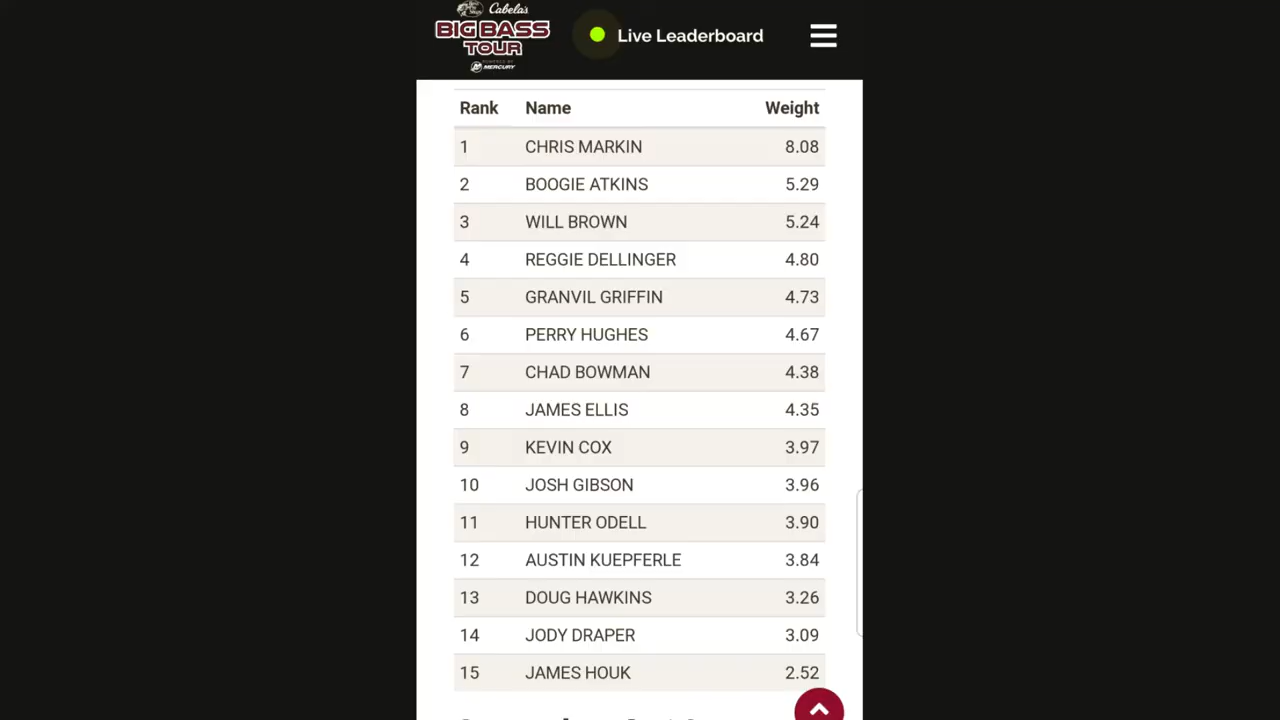 Cabela's
BIG BASS
TOUR
POWERED BY
MERCURY
Live Leaderboard
Rank Name Weight
1 CHRIS MARKIN 8.08
2 BOOGIE ATKINS 5.29
3 WILL BROWN 5.24
4 REGGIE DELLINGER 4.80
5 GRANVIL GRIFFIN 4.73
6 PERRY HUGHES 4.67
7 CHAD BOWMAN 4.38
8 JAMES ELLIS 4.35
9 KEVIN COX 3.97
10 JOSH GIBSON 3.96
11 HUNTER ODELL 3.90
12 AUSTIN KUEPFERLE 3.84
13 DOUG HAWKINS 3.26
14 JODY DRAPER 3.09
15 JAMES HOUK 2.52